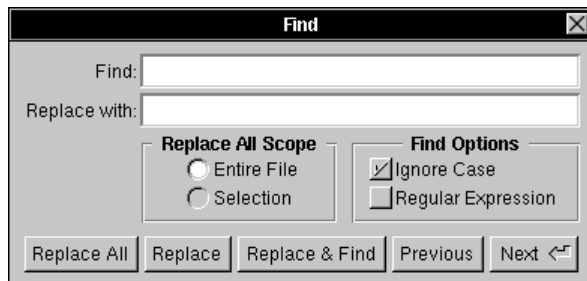 Find
Find:
Replace with:
Replace All Scope
Entire File
Selection
Find Options
Ignore Case
Regular Expression
Replace All
Replace
Replace & Find
Previous
Next